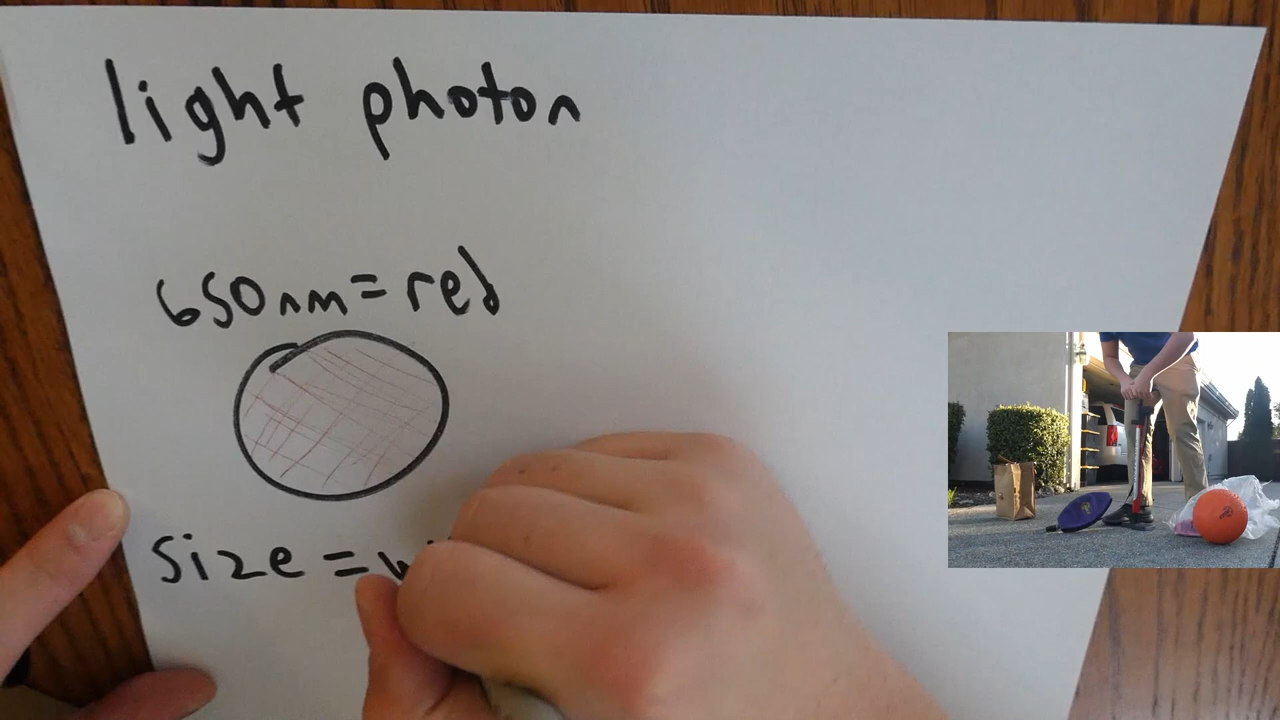 light photon
650nm=red
size =